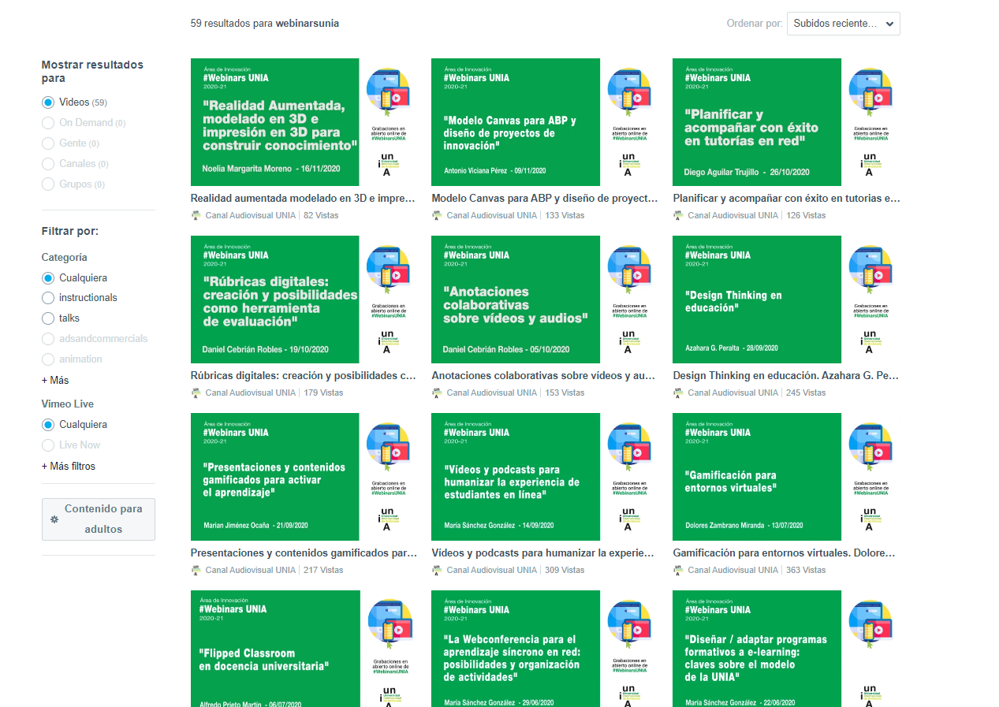 59 resultados para webinarsunia
Ordenar por: Subidos reciente...
Mostrar resultados
para
Videos (59)
On Demand (0)
Gente (0)
Canales (0)
Grupos (0)
Filtrar por:
Categoría
Cualquiera
instructionals
talks
adsandcommercials
animation
+ Más
Vimeo Live
Cualquiera
Live Now
+ Más filtros
Contenido para
adultos
Área de Innovación
#Webinars UNIA
2020-21
"Realidad Aumentada,
modelado en 3D e
impresión en 3D para
construir conocimiento"
Noelia Margarita Moreno - 16/11/2020
Grabaciones en
abierto online de
#WebinarsUNIA
un
i
A
Realidad aumentada modelado en 3D e impre...
Canal Audiovisual UNIA | 82 Vistas
Área de Innovación
#Webinars UNIA
2020-21
"Modelo Canvas para ABP y
diseño de proyectos de
innovación"
Antonio Viciana Pérez - 09/11/2020
Grabaciones en
abierto online de
#WebinarsUNIA
un
i
A
Modelo Canvas para ABP y diseño de proyect...
Canal Audiovisual UNIA | 133 Vistas
Área de Innovación
#Webinars UNIA
2020-21
"Planificar y
acompañar con éxito
en tutorías en red"
Diego Aguilar Trujillo - 26/10/2020
Grabaciones en
abierto online de
#WebinarsUNIA
un
i
A
Planificar y acompañar con éxito en tutorias e...
Canal Audiovisual UNIA | 126 Vistas
Área de Innovación
#Webinars UNIA
2020-21
"Rúbricas digitales:
creación y posibilidades
como herramienta
de evaluación"
Daniel Cebrián Robles - 19/10/2020
Grabaciones en
abierto online de
#WebinarsUNIA
un
i
A
Rúbricas digitales: creación y posibilidades c...
Canal Audiovisual UNIA | 179 Vistas
Área de Innovación
#Webinars UNIA
2020-21
"Anotaciones
colaborativas
sobre vídeos y audios"
Daniel Cebrián Robles - 05/10/2020
Grabaciones en
abierto online de
#WebinarsUNIA
un
i
A
Anotaciones colaborativas sobre vídeos y au...
Canal Audiovisual UNIA | 153 Vistas
Área de Innovación
#Webinars UNIA
2020-21
"Design Thinking en
educación"
Azahara G. Peralta - 28/09/2020
Grabaciones en
abierto online de
#WebinarsUNIA
un
i
A
Design Thinking en educación. Azahara G. Pe...
Canal Audiovisual UNIA | 245 Vistas
Área de Innovación
#Webinars UNIA
2020-21
"Presentaciones y contenidos
gamificados para activar
el aprendizaje"
Marian Jiménez Ocaña - 21/09/2020
Grabaciones en
abierto online de
#WebinarsUNIA
un
i
A
Presentaciones y contenidos gamificados par...
Canal Audiovisual UNIA | 217 Vistas
Área de Innovación
#Webinars UNIA
2020-21
"Vídeos y podcasts para
humanizar la experiencia de
estudiantes en línea"
María Sánchez González - 14/09/2020
Grabaciones en
abierto online de
#WebinarsUNIA
un
i
A
Vídeos y podcasts para humanizar la experie...
Canal Audiovisual UNIA | 309 Vistas
Área de Innovación
#Webinars UNIA
2020-21
"Gamificación para
entornos virtuales"
Dolores Zambrano Miranda - 13/07/2020
Grabaciones en
abierto online de
#WebinarsUNIA
un
i
A
Gamificación para entornos virtuales. Dolore...
Canal Audiovisual UNIA | 363 Vistas
Área de Innovación
#Webinars UNIA
2020-21
"Flipped Classroom
en docencia universitaria"
Alfredo Prieto Martín - 06/07/2020
Grabaciones en
abierto online de
#WebinarsUNIA
un
i
A
Área de Innovación
#Webinars UNIA
2020-21
"La Webconferencia para el
aprendizaje síncrono en red:
posibilidades y organización
de actividades"
María Sánchez González - 29/06/2020
Grabaciones en
abierto online de
#WebinarsUNIA
un
i
A
Área de Innovación
#Webinars UNIA
2020-21
"Diseñar / adaptar programas
formativos a e-learning:
claves sobre el modelo
de la UNIA"
María Sánchez González - 22/06/2020
un
i
A